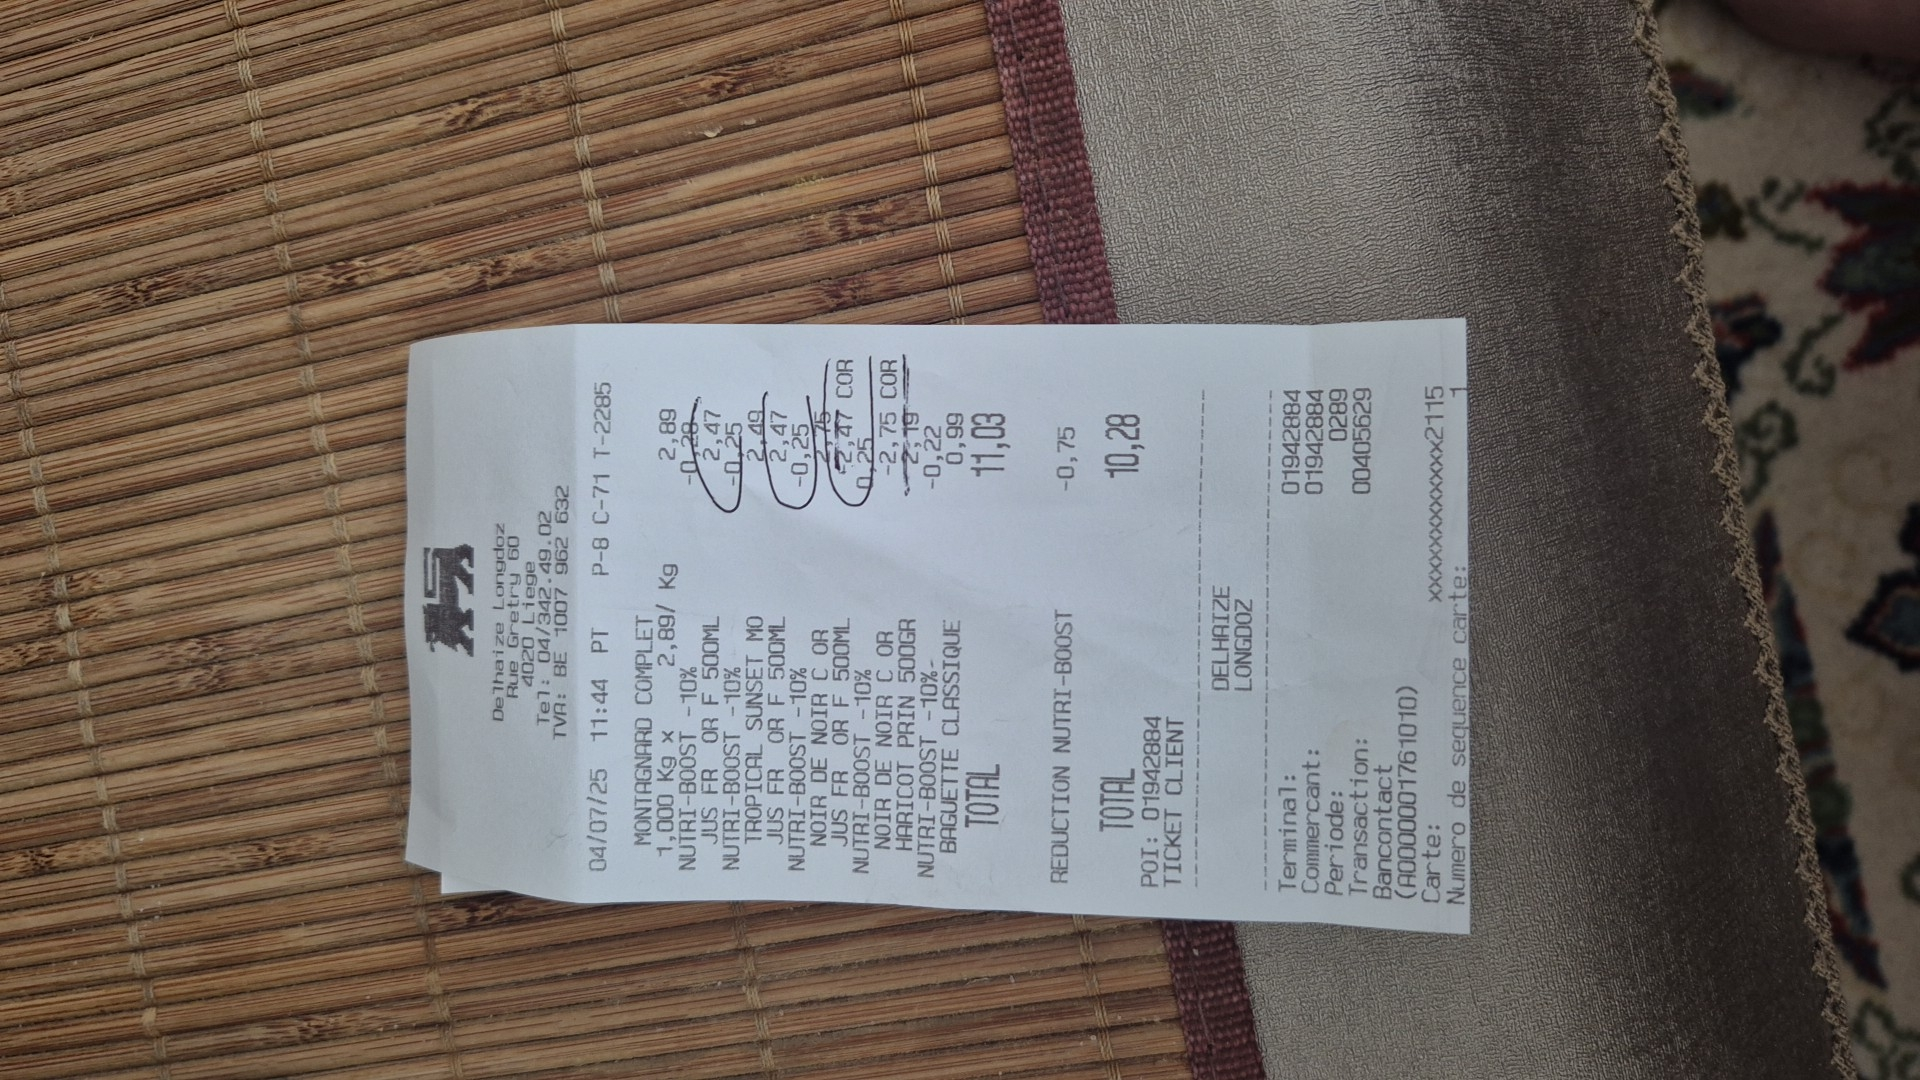 Delhaize Longdoz
Rue Gretry 60
4020 Liege
Tel: 04/342.49.02
TVA: BE 1007 962 632
04/07/25 11:44 PT P-8 C-71 T-2285
MONTAGNARD COMPLET 2,89
1,000 Kg x 2,89/ Kg
NUTRI-BOOST -10% -0,28
JUS FR OR F 500ML 2,47
NUTRI-BOOST -10% -0,25
TROPICAL SUNSET MO 2,49
JUS FR OR F 500ML 2,47
NUTRI-BOOST -10% -0,25
NOIR DE NOIR C OR 2,75
JUS FR OR F 500ML -2,47 COR
NUTRI-BOOST -10% 0,25
NOIR DE NOIR C OR -2,75 COR
HARICOT PRIN 500GR 2,19
NUTRI-BOOST -10%- -0,22
BAGUETTE CLASSIQUE 0,99
TOTAL 11,03
REDUCTION NUTRI-BOOST -0,75
TOTAL 10,28
POI: 01942884
TICKET CLIENT
DELHAIZE
LONGDOZ
Terminal: 01942884
Commercant: 01942884
Periode: 0289
Transaction: 00405629
Bancontact
(A0000001761010)
Carte: xxxxxxxxxxxxx2115
Numero de sequence carte: 1